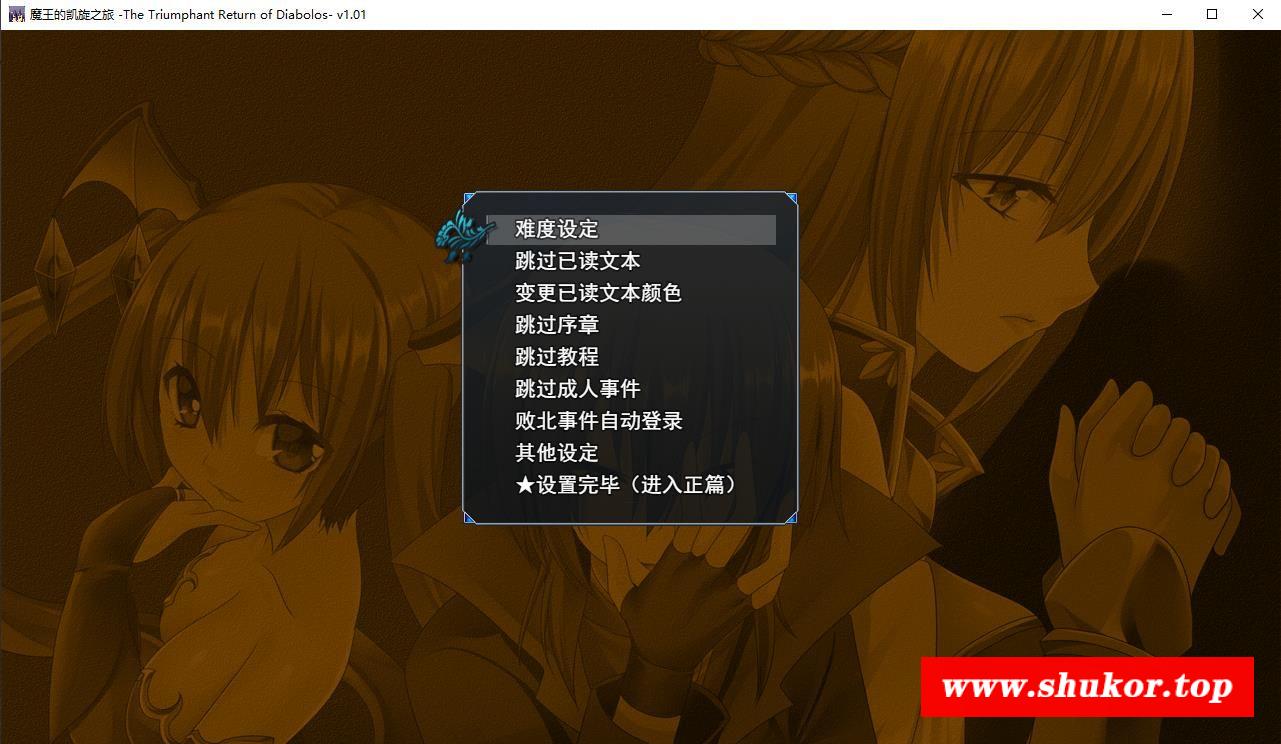 魔王的凯旋之旅 -The Triumphant Return of Diabolos- v1.01
难度设定
跳过已读文本
变更已读文本颜色
跳过序章
跳过教程
跳过成人事件
败北事件自动登录
其他设定
★设置完毕（进入正篇）
www.shukor.top